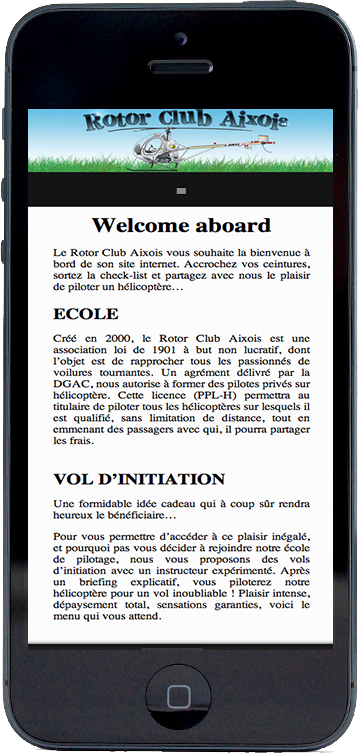 Rotor Club Aixois
Welcome aboard
Le Rotor Club Aixois vous souhaite la bienvenue à
bord de son site internet. Accrochez vos ceintures,
sortez la check-list et partagez avec nous le plaisir
de piloter un hélicoptère…
ECOLE
Créé en 2000, le Rotor Club Aixois est une
association loi de 1901 à but non lucratif, dont
l’objet est de rapprocher tous les passionnés de
voilures tournantes. Un agrément délivré par la
DGAC, nous autorise à former des pilotes privés sur
hélicoptère. Cette licence (PPL-H) permettra au
titulaire de piloter tous les hélicoptères sur lesquels il
est qualifié, sans limitation de distance, tout en
emmenant des passagers avec qui, il pourra partager
les frais.
VOL D’INITIATION
Une formidable idée cadeau qui à coup sûr rendra
heureux le bénéficiaire…
Pour vous permettre d’accéder à ce plaisir inégalé,
et pourquoi pas vous décider à rejoindre notre école
de pilotage, nous vous proposons des vols
d’initiation avec un instructeur expérimenté. Après
un briefing explicatif, vous piloterez notre
hélicoptère pour un vol inoubliable ! Plaisir intense,
dépaysement total, sensations garanties, voici le
menu qui vous attend.